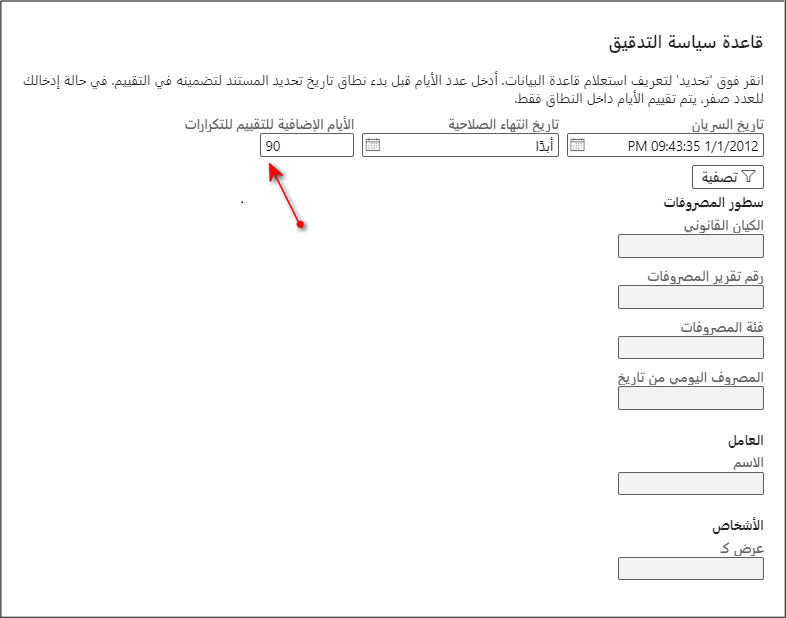 قاعدة سياسة التدقيق
انقر فوق 'تحديد' لتعريف استعلام قاعدة البيانات. أدخل عدد الأيام قبل بدء نطاق تاريخ تحديد المستند لتضمينه في التقييم. في حالة إدخالك
للعدد صفر، يتم تقييم الأيام داخل النطاق فقط.
تاريخ السريان تاريخ انتهاء الصلاحية الأيام الإضافية للتقييم للتكرارات
1/1/2012 09:43:35 PM أبدًا 90
تصفية
سطور المصروفات
الكيان القانوني
رقم تقرير المصروفات
فئة المصروفات
المصروف اليومي من تاريخ
العامل
الاسم
الأشخاص
عرض كـ